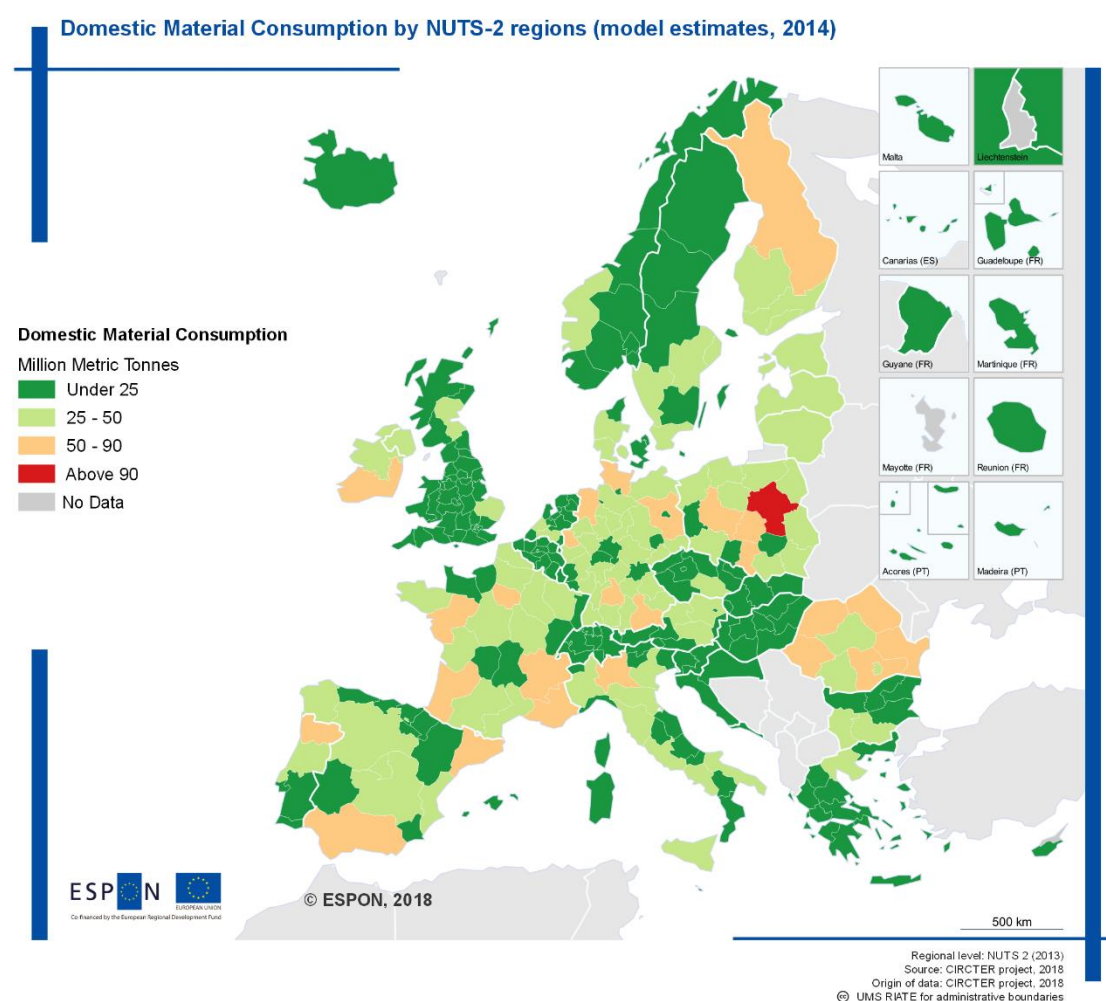 Domestic Material Consumption by NUTS-2 regions (model estimates, 2014)
Malta
Liechtenstein
Canarias (ES)
Guadeloupe (FR)
Guyane (FR)
Martinique (FR)
Mayotte (FR)
Reunion (FR)
Acores (PT)
Madeira (PT)
Domestic Material Consumption
Million Metric Tonnes
Under 25
25 - 50
50 - 90
Above 90
No Data
ESPON
EUROPEAN UNION
Co-financed by the European Regional Development Fund
© ESPON, 2018
500 km
Regional level: NUTS 2 (2013)
Source: CIRCTER project, 2018
Origin of data: CIRCTER project, 2018
cc UMS RIATE for administrative boundaries